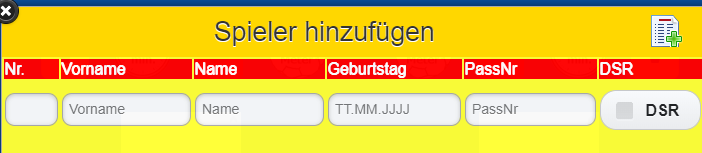 Spieler hinzufügen
Nr. Vorname Name Geburtstag PassNr DSR
Vorname Name TT.MM.JJJJ PassNr DSR